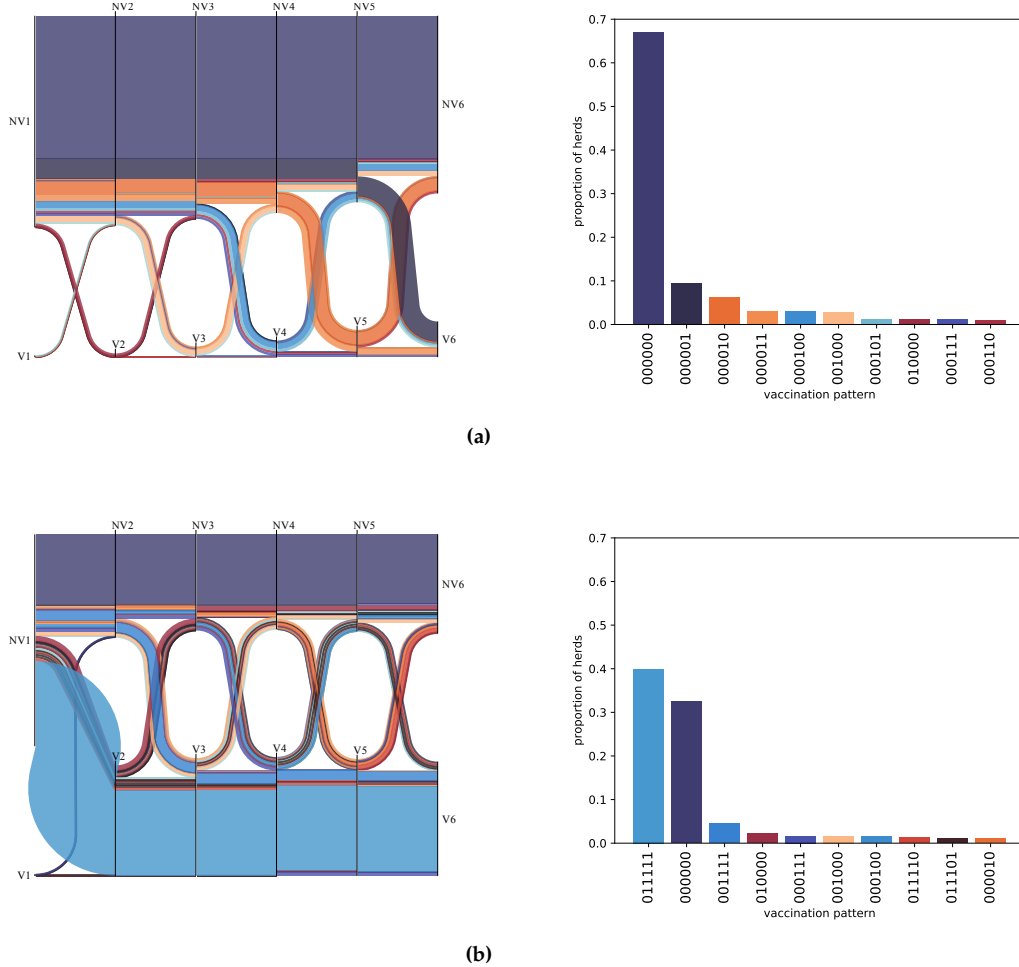 NV2 NV3 NV4 NV5
NV1
NV6
V1
V2
V3
V4
V5
V6
0.7
0.6
0.5
0.4
0.3
0.2
0.1
0.0
proportion of herds
000000
000001
000010
000011
000100
001000
000101
010000
000111
000110
vaccination pattern
(a)
NV2 NV3 NV4 NV5
NV6
NV1
V2
V3
V4
V5
V6
V1
0.7
0.6
0.5
0.4
0.3
0.2
0.1
0.0
proportion of herds
011111
000000
001111
010000
000111
001000
000100
011110
011101
000010
vaccination pattern
(b)